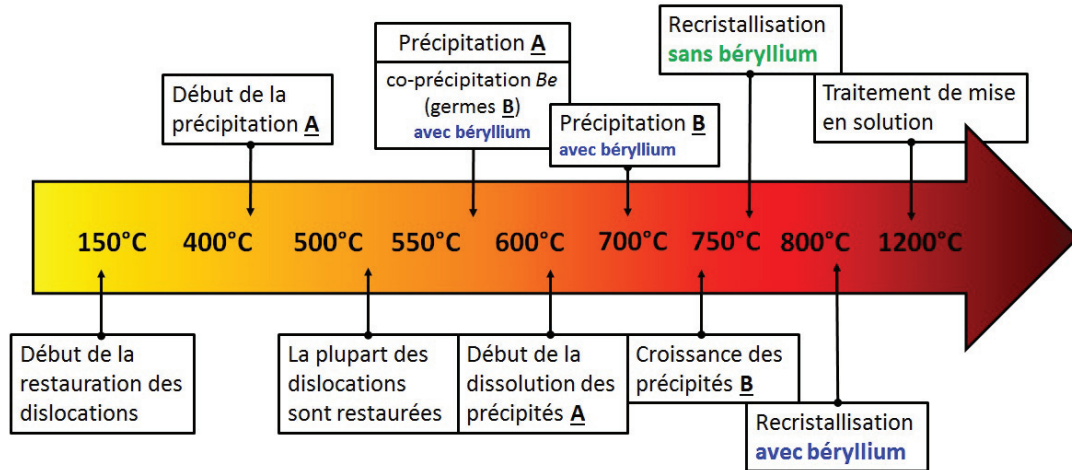 Recristallisation
sans béryllium
Précipitation A
co-précipitation Be
(germes B)
avec béryllium
Début de la
précipitation A
Traitement de mise
en solution
Précipitation B
avec béryllium
150°C 400°C 500°C 550°C 600°C 700°C 750°C 800°C 1200°C
Début de la
restauration des
dislocations
La plupart des
dislocations
sont restaurées
Début de la
dissolution des
précipités A
Croissance des
précipités B
Recristallisation
avec béryllium